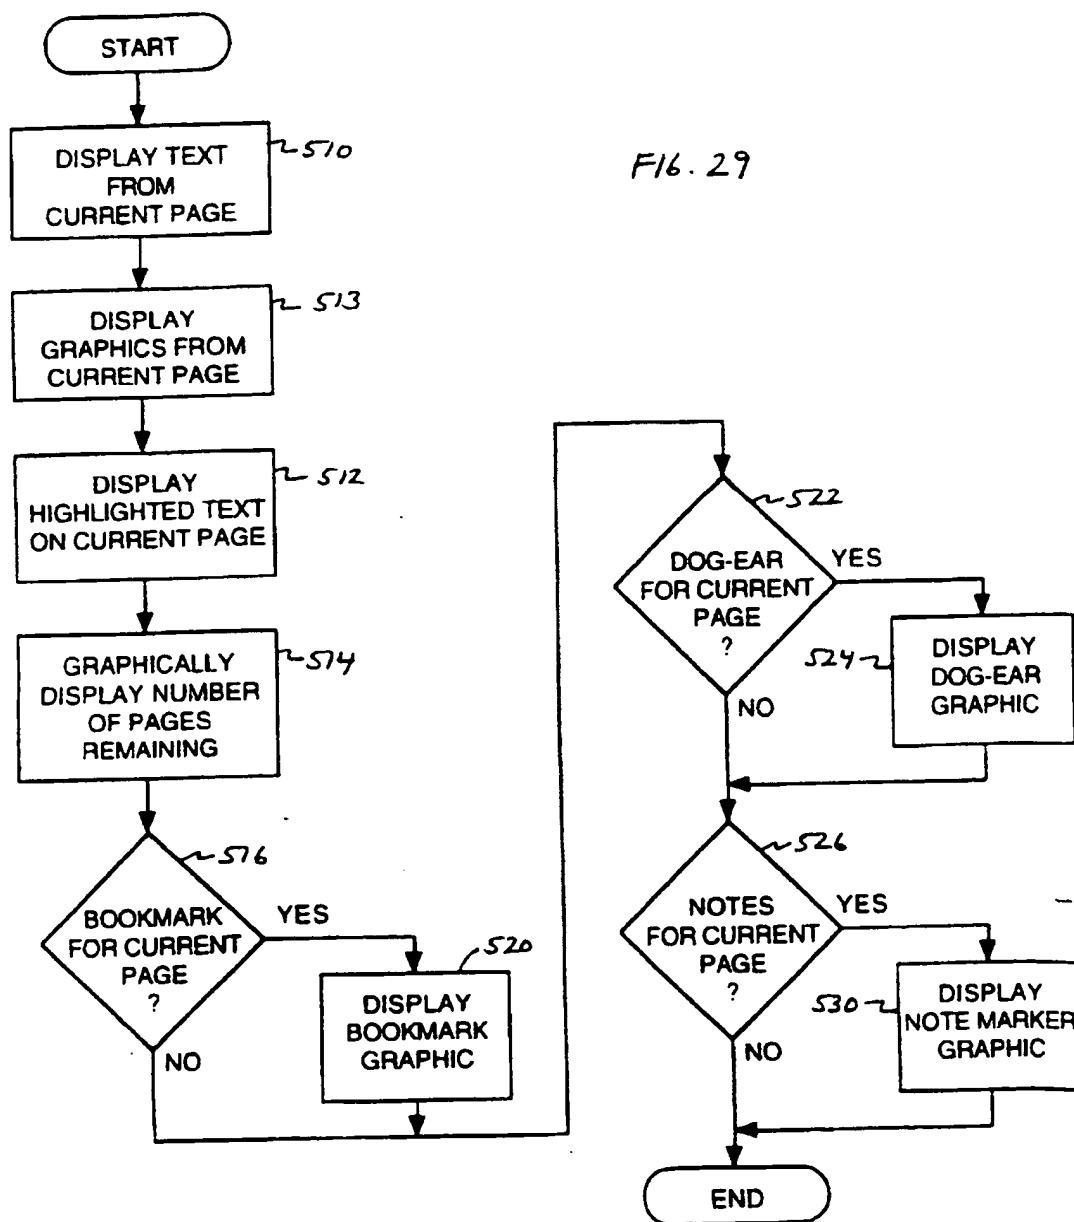 START
DISPLAY TEXT
FROM
CURRENT PAGE
510
FIG. 29
DISPLAY
GRAPHICS FROM
CURRENT PAGE
513
DISPLAY
HIGHLIGHTED TEXT
ON CURRENT PAGE
512
GRAPHICALLY
DISPLAY NUMBER
OF PAGES
REMAINING
514
BOOKMARK
FOR CURRENT
PAGE
?
516
YES
NO
DISPLAY
BOOKMARK
GRAPHIC
520
DOG-EAR
FOR CURRENT
PAGE
?
522
YES
NO
DISPLAY
DOG-EAR
GRAPHIC
524
NOTES
FOR CURRENT
PAGE
?
526
YES
NO
DISPLAY
NOTE MARKER
GRAPHIC
530
END